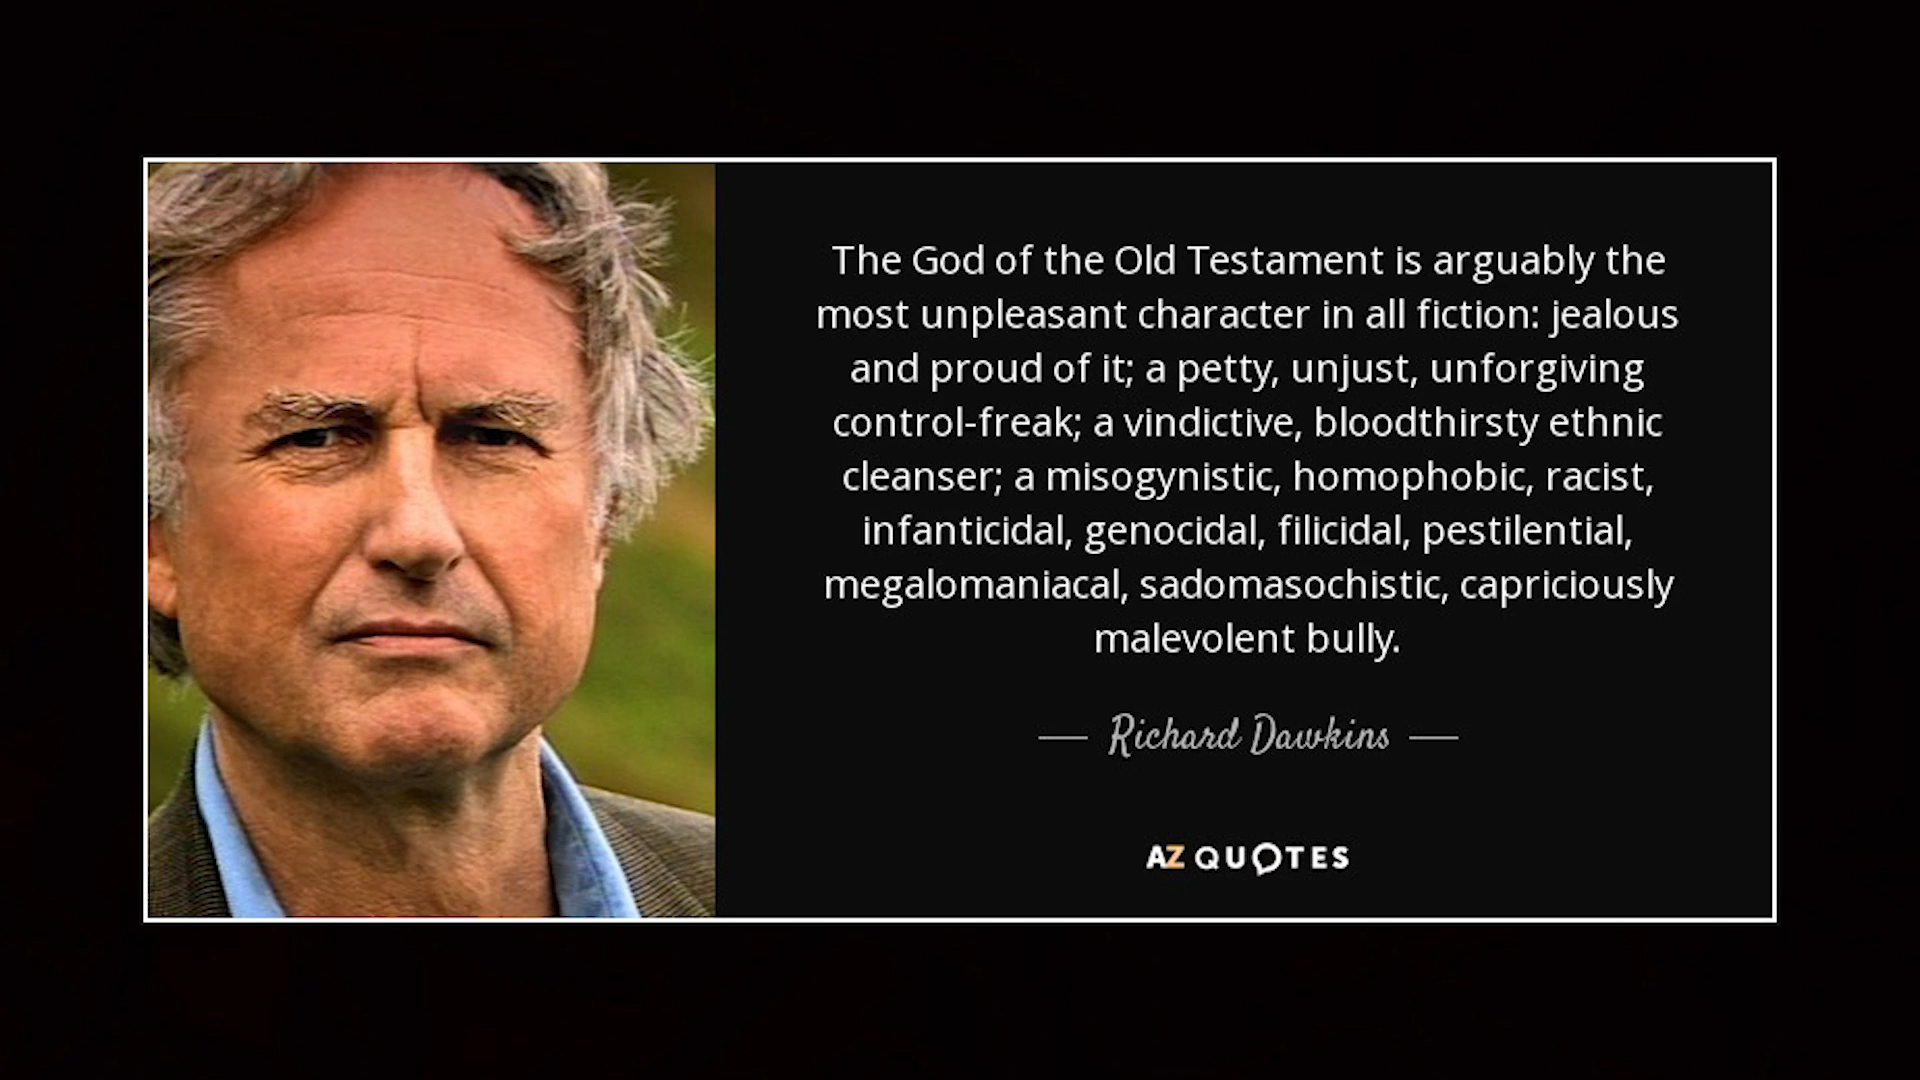 The God of the Old Testament is arguably the
most unpleasant character in all fiction: jealous
and proud of it; a petty, unjust, unforgiving
control-freak; a vindictive, bloodthirsty ethnic
cleanser; a misogynistic, homophobic, racist,
infanticidal, genocidal, filicidal, pestilential,
megalomaniacal, sadomasochistic, capriciously
malevolent bully.
— Richard Dawkins —
AZ QUOTES